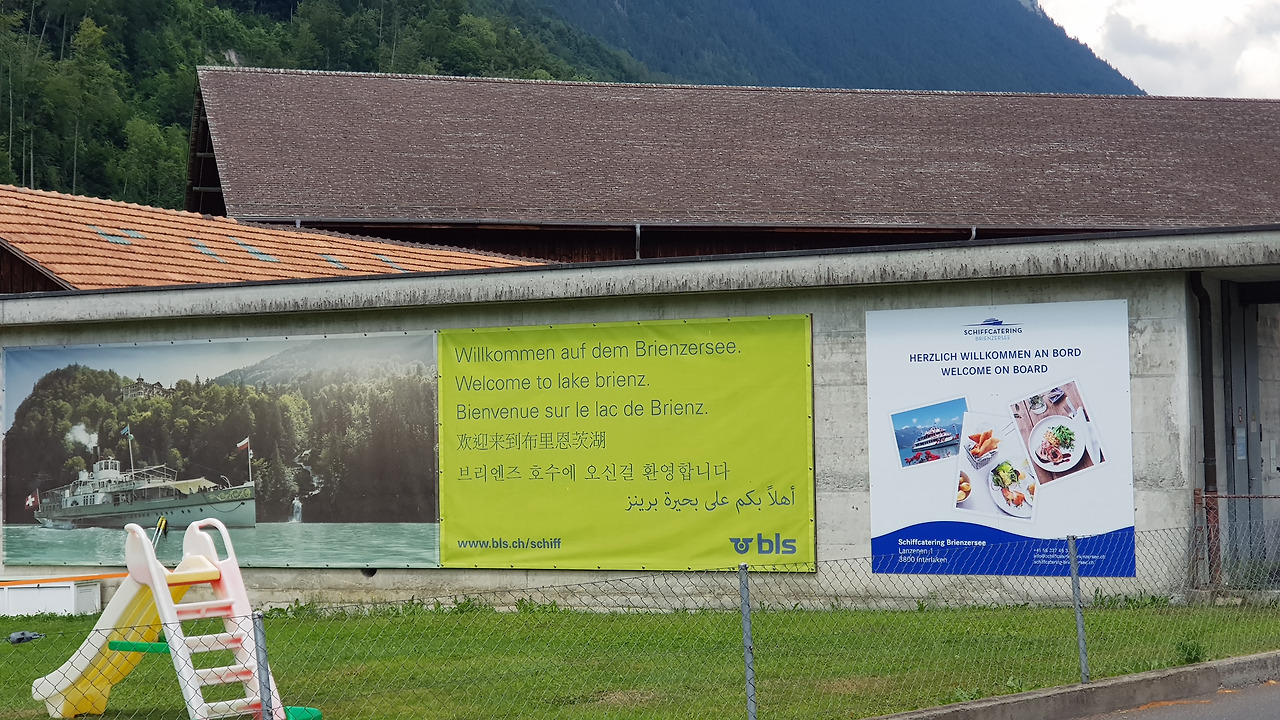 Willkommen auf dem Brienzersee.
Welcome to lake brienz.
Bienvenue sur le lac de Brienz.
欢迎来到布里恩茨湖
브리엔즈 호수에 오신걸 환영합니다
أهلاً بكم على بحيرة برينز
www.bls.ch/schiff
bls
SCHIFFCATERING
BRIENZERSEE
HERZLICH WILLKOMMEN AN BORD
WELCOME ON BOARD
Schiffcatering Brienzersee
Lanzenen 1
3800 Interlaken